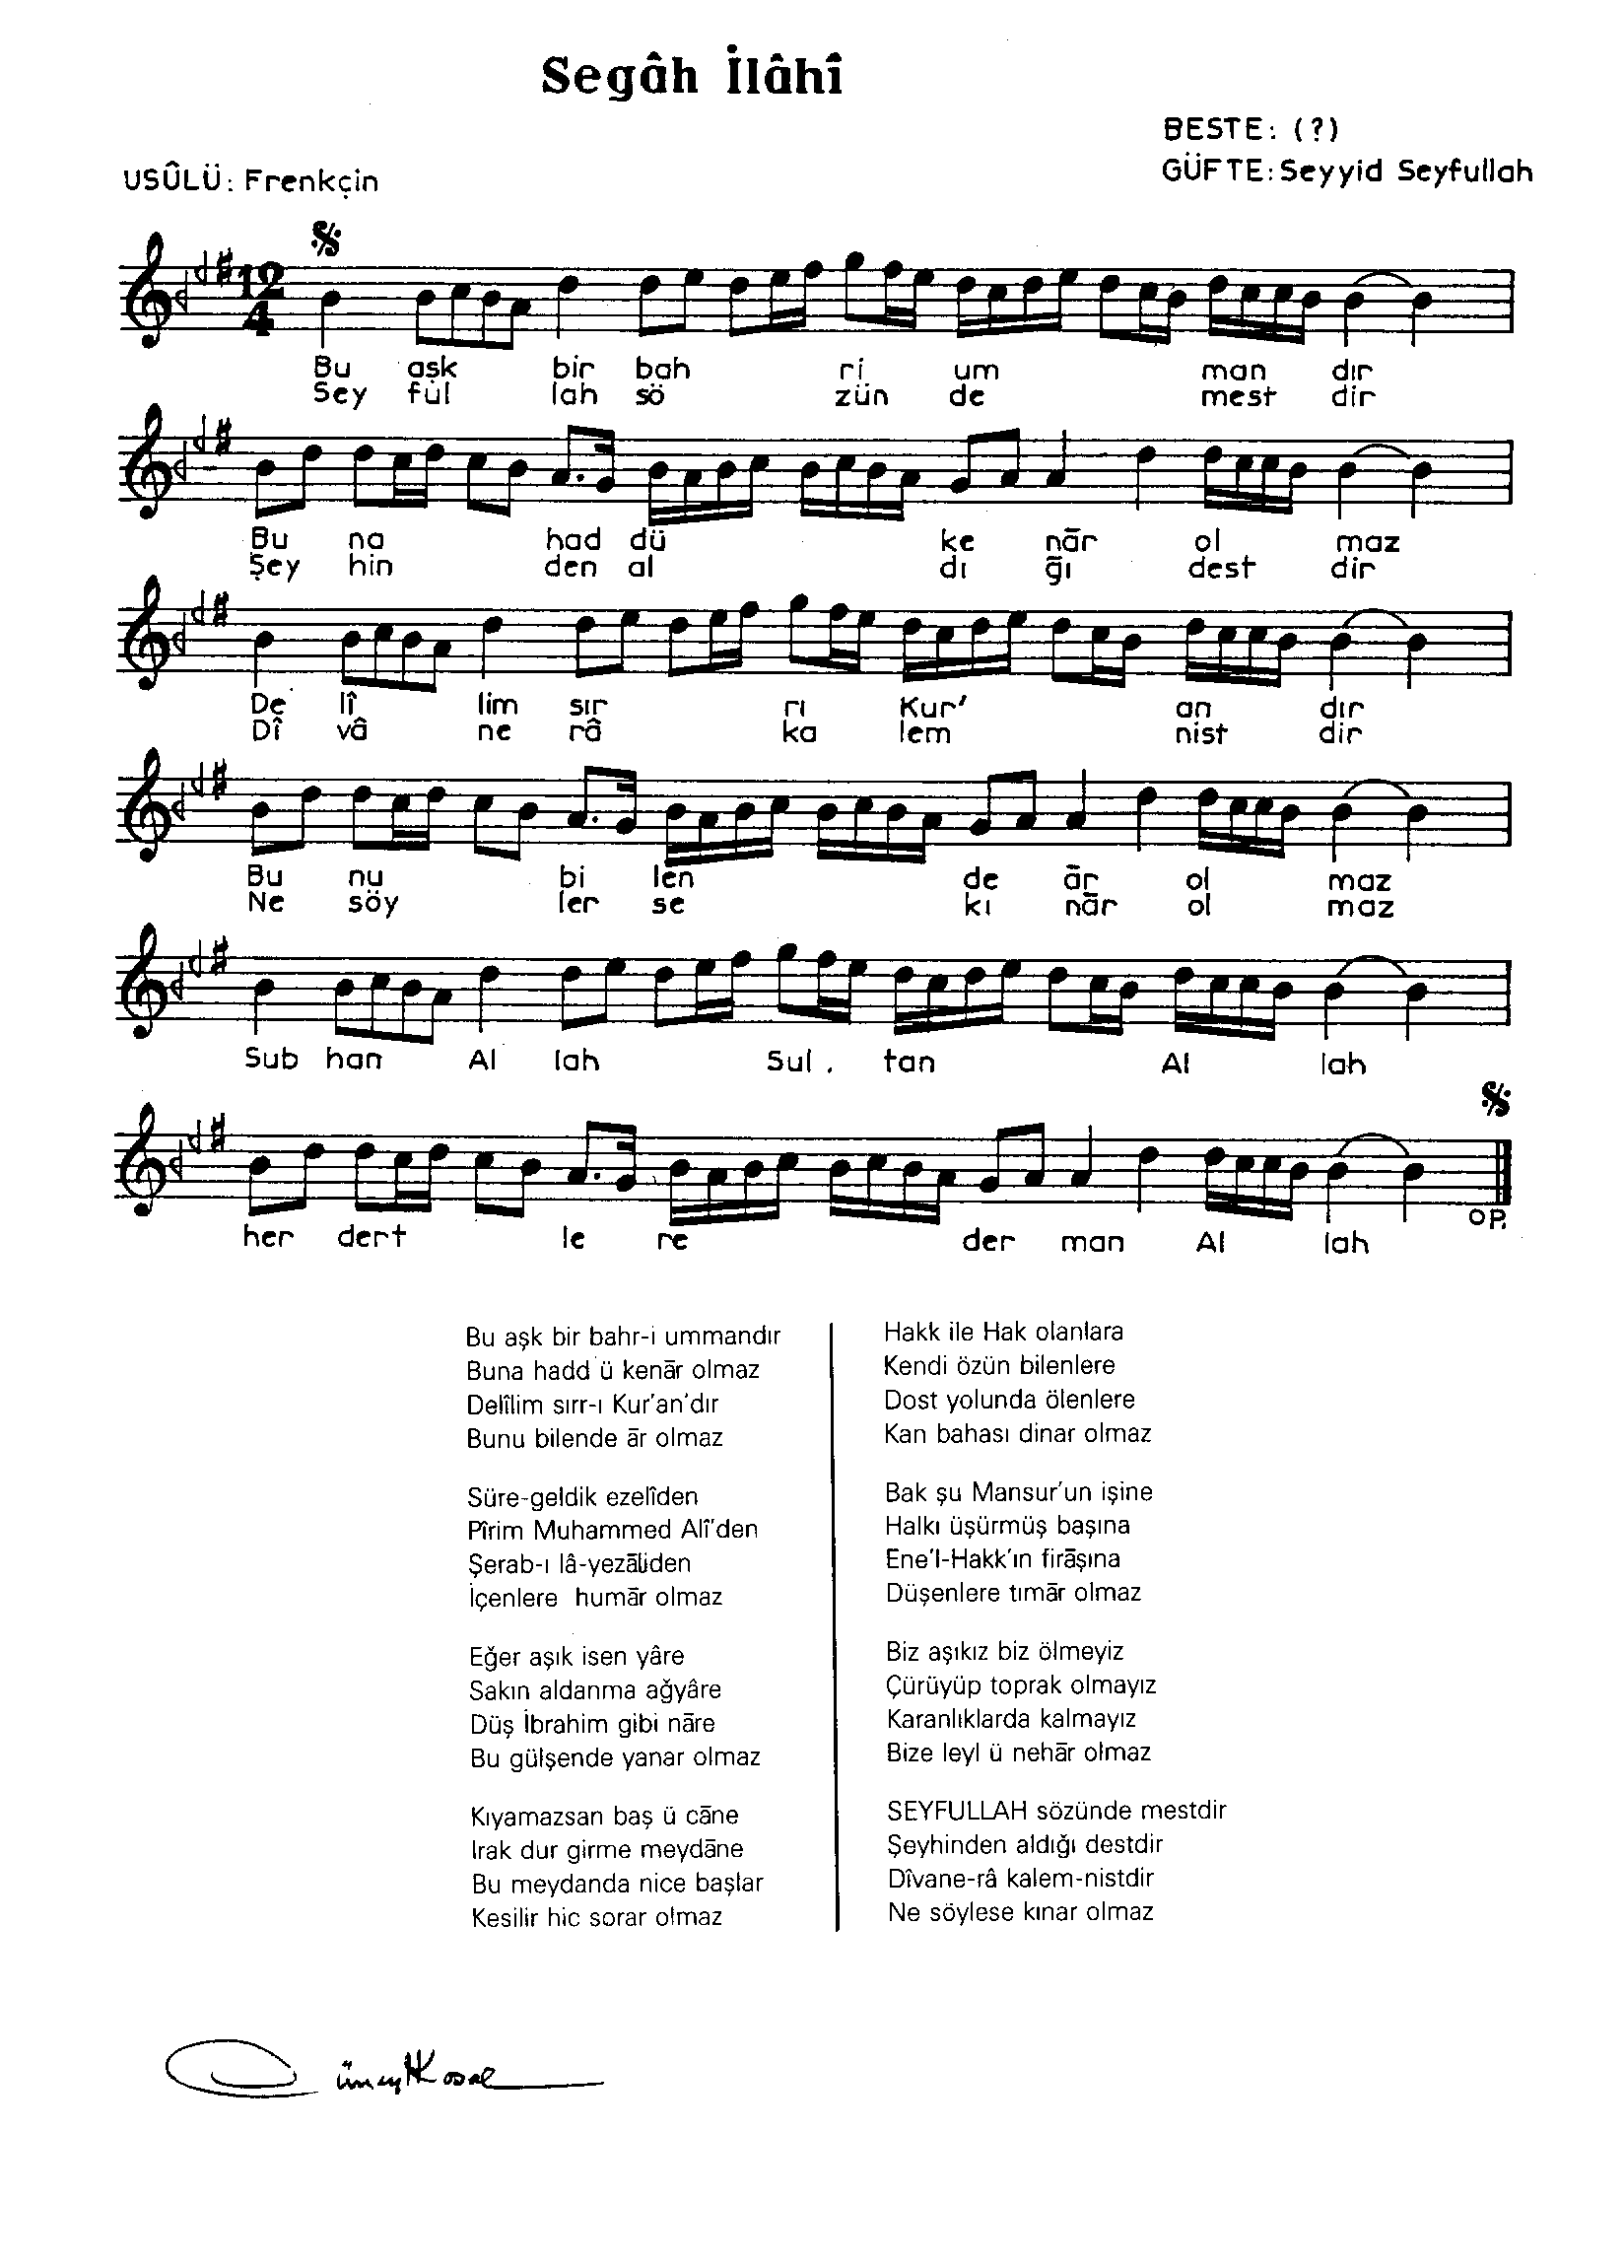 Segâh İlâhî
BESTE: (?)
USÛLÜ: Frenkçin
GÜFTE: Seyyid Seyfullah
12
4
Bu aşk bir bah ri um man dır
Sey fül lah sö zün de mest dir
Bu na had dü ke nār ol maz
Şey hin den al dı ğı dest dir
De lî lim sır rı Kur' an dır
Dî vâ ne râ ka lem nist dir
Bu nu bi len de ār ol maz
Ne söy ler se kı nār ol maz
Sub han Al lah Sul . tan Al lah
her dert le re der man Al lah
OP.
Bu aşk bir bahr-i ummandır
Buna hadd ü kenār olmaz
Delîlim sırr-ı Kur'an'dır
Bunu bilende ār olmaz
Süre-geldik ezelîden
Pîrim Muhammed Alî'den
Şerab-ı lâ-yezāliden
İçenlere humār olmaz
Eğer aşık isen yâre
Sakın aldanma ağyâre
Düş İbrahim gibi nāre
Bu gülşende yanar olmaz
Kıyamazsan baş ü cāne
Irak dur girme meydāne
Bu meydanda nice başlar
Kesilir hic sorar olmaz
Hakk ile Hak olanlara
Kendi özün bilenlere
Dost yolunda ölenlere
Kan bahası dinar olmaz
Bak şu Mansur'un işine
Halkı üşürmüş başına
Ene'l-Hakk'ın firāşına
Düşenlere tımār olmaz
Biz aşıkız biz ölmeyiz
Çürüyüp toprak olmayız
Karanlıklarda kalmayız
Bize leyl ü nehār olmaz
SEYFULLAH sözünde mestdir
Şeyhinden aldığı destdir
Dîvane-râ kalem-nistdir
Ne söylese kınar olmaz
Cüneyt Kosal